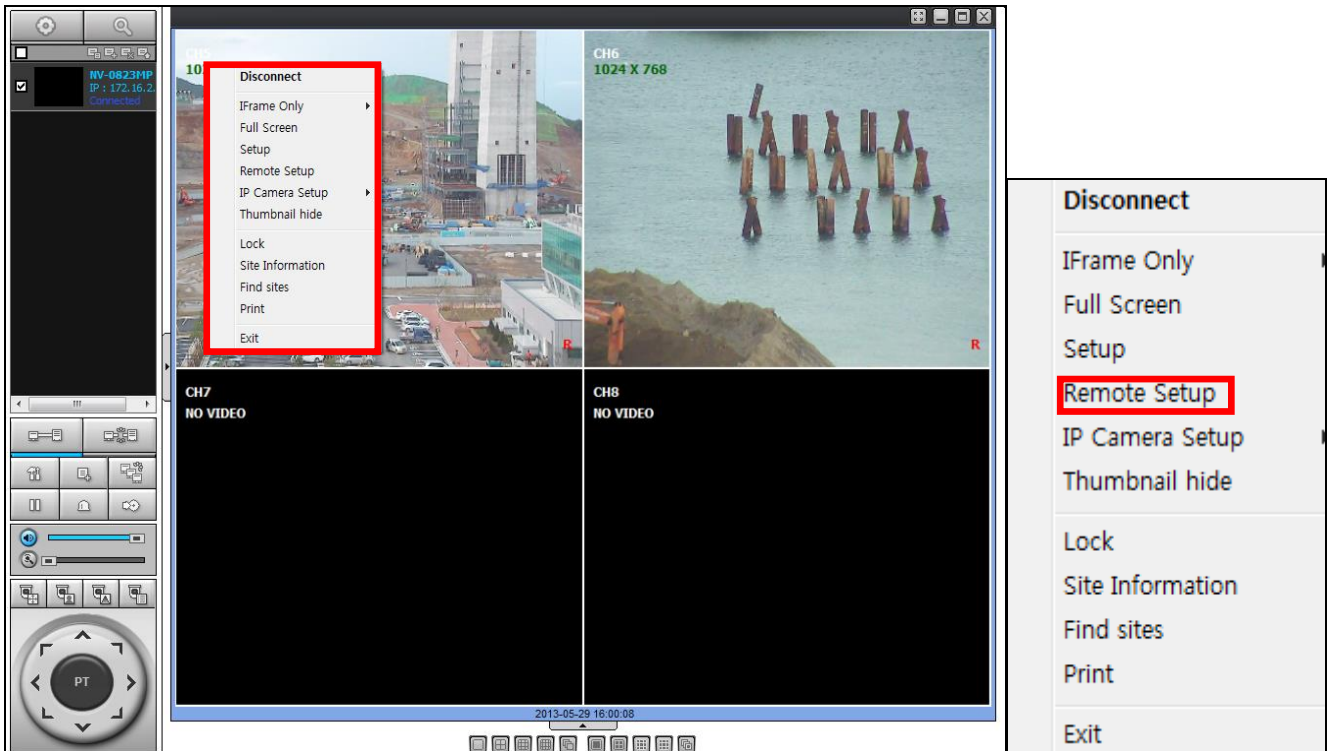 NV-0823MP
IP : 172.16.2.
Connected
CH5
10
CH6
1024 X 768
Disconnect
IFrame Only
Full Screen
Setup
Remote Setup
IP Camera Setup
Thumbnail hide
Lock
Site Information
Find sites
Print
Exit
R
R
CH7
NO VIDEO
CH8
NO VIDEO
PT
2013-05-29 16:00:08
Disconnect
IFrame Only
Full Screen
Setup
Remote Setup
IP Camera Setup
Thumbnail hide
Lock
Site Information
Find sites
Print
Exit